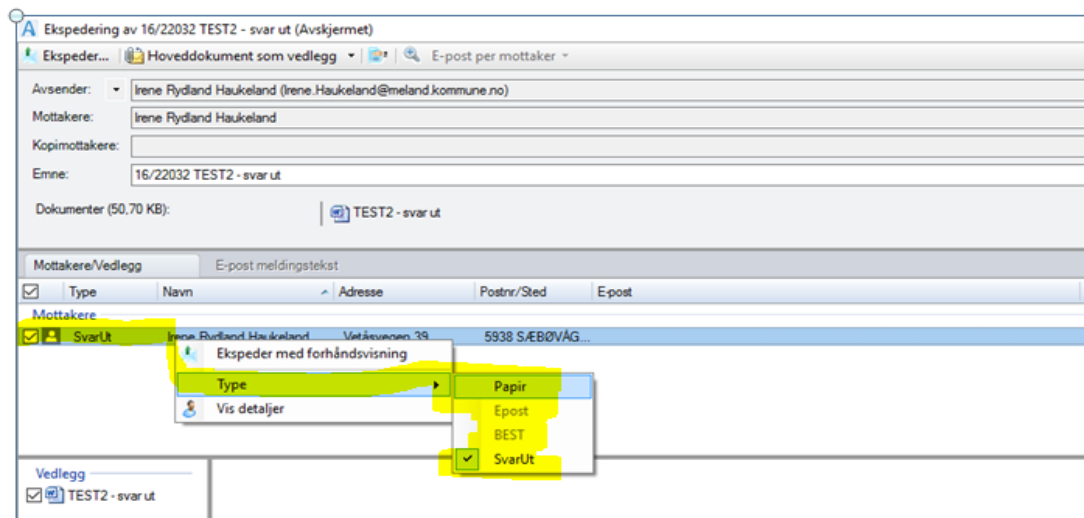 Ekspedering av 16/22032 TEST2 - svar ut (Avskjermet)
Ekspeder... Hoveddokument som vedlegg E-post per mottaker
Avsender: Irene Rydland Haukeland (Irene.Haukeland@meland.kommune.no)
Mottakere: Irene Rydland Haukeland
Kopimottakere:
Emne: 16/22032 TEST2 - svar ut
Dokumenter (50,70 KB): TEST2 - svar ut
Mottakere/Vedlegg E-post meldingstekst
Type Navn Adresse Postnr/Sted E-post
Mottakere
SvarUt Irene Rydland Haukeland Vetåsvegen 39 5938 SÆBØVÅG...
Ekspeder med forhåndsvisning
Type Papir
Vis detaljer Epost
BEST
SvarUt
Vedlegg
TEST2 - svar ut